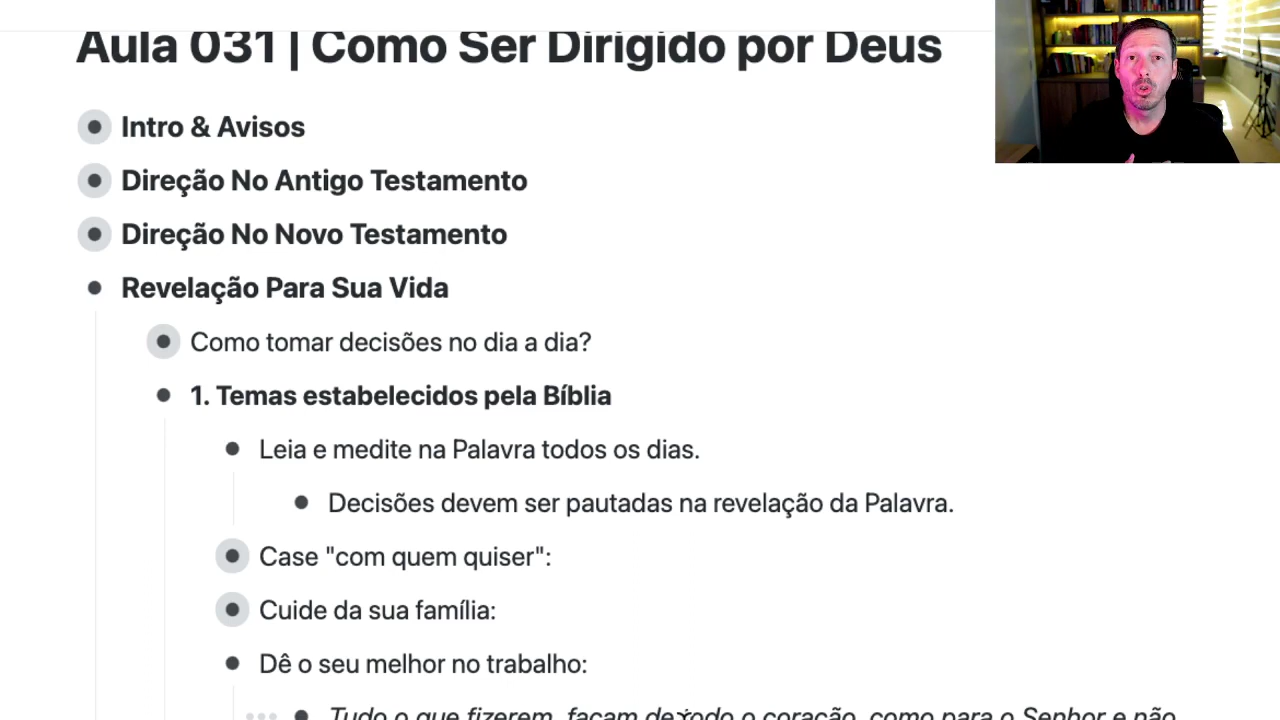 Aula 031 | Como Ser Dirigido por Deus
Intro & Avisos
Direção No Antigo Testamento
Direção No Novo Testamento
Revelação Para Sua Vida
Como tomar decisões no dia a dia?
1. Temas estabelecidos pela Bíblia
Leia e medite na Palavra todos os dias.
Decisões devem ser pautadas na revelação da Palavra.
Case "com quem quiser":
Cuide da sua família:
Dê o seu melhor no trabalho:
Tudo o que fizerem, façam de todo o coração, como para o Senhor e não